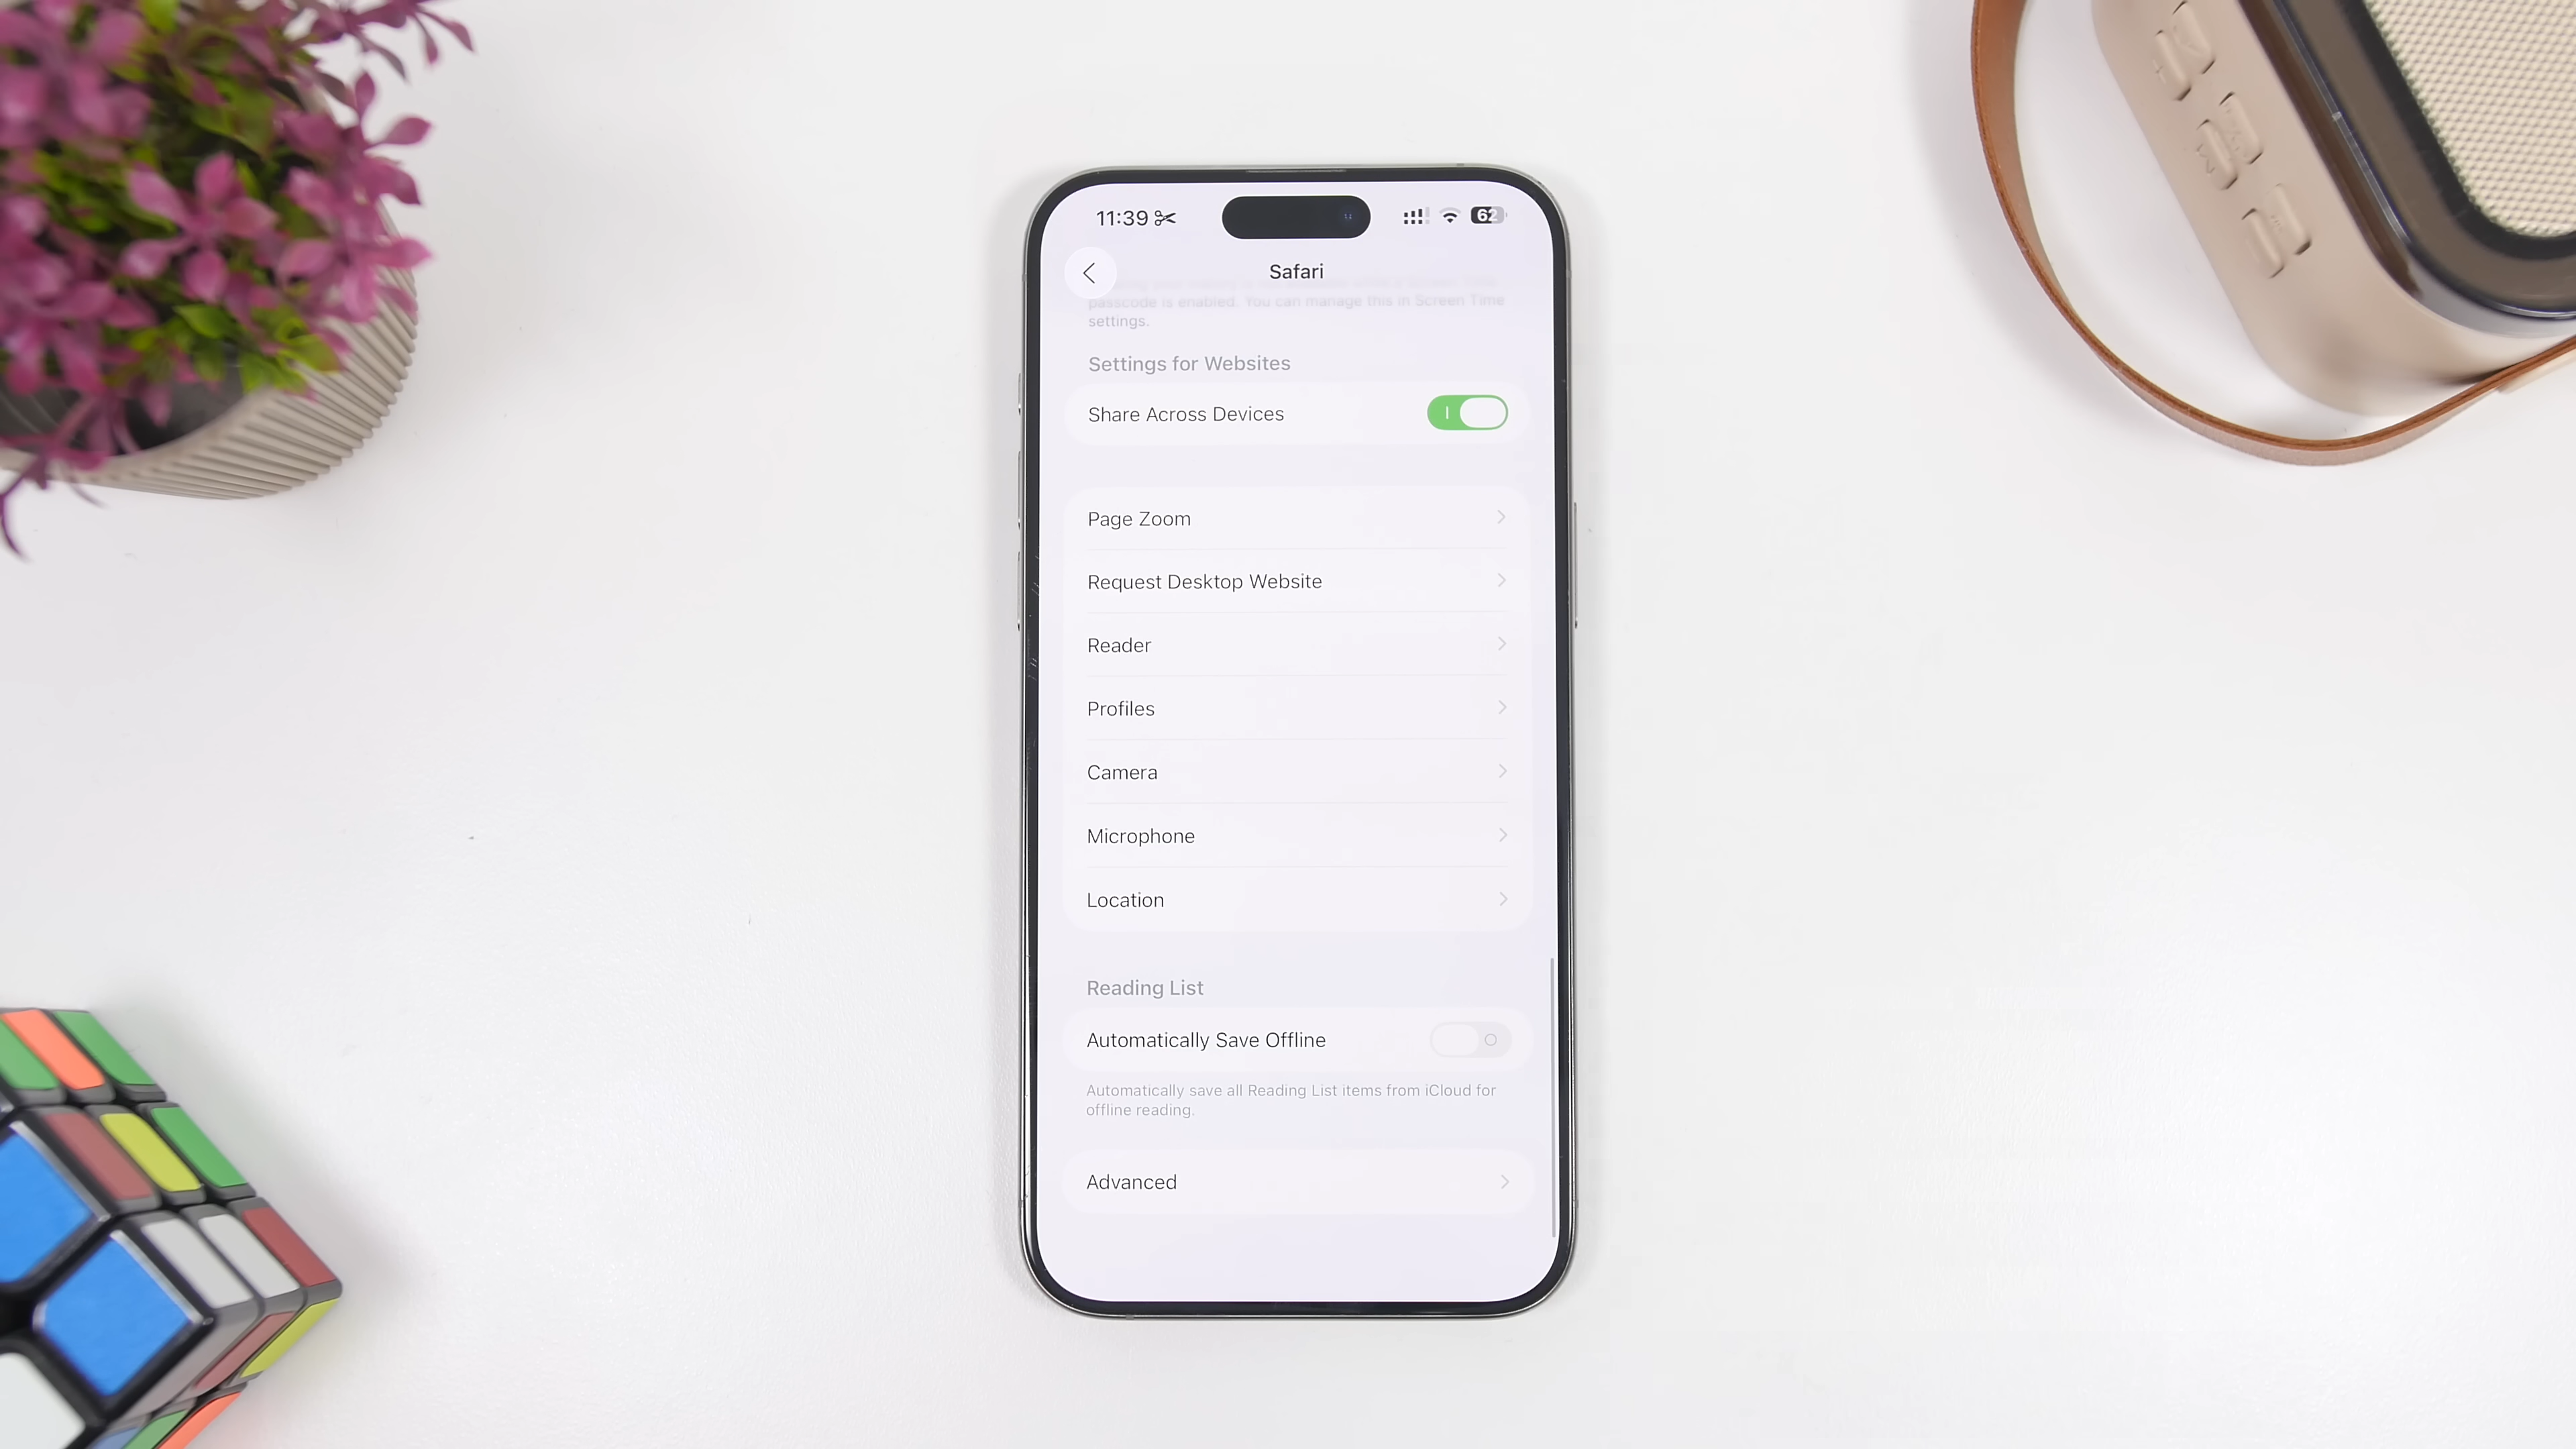 11:39
62
Safari
passcode is enabled. You can manage this in Screen Time
settings.
Settings for Websites
Share Across Devices
Page Zoom
Request Desktop Website
Reader
Profiles
Camera
Microphone
Location
Reading List
Automatically Save Offline
Automatically save all Reading List items from iCloud for
offline reading.
Advanced